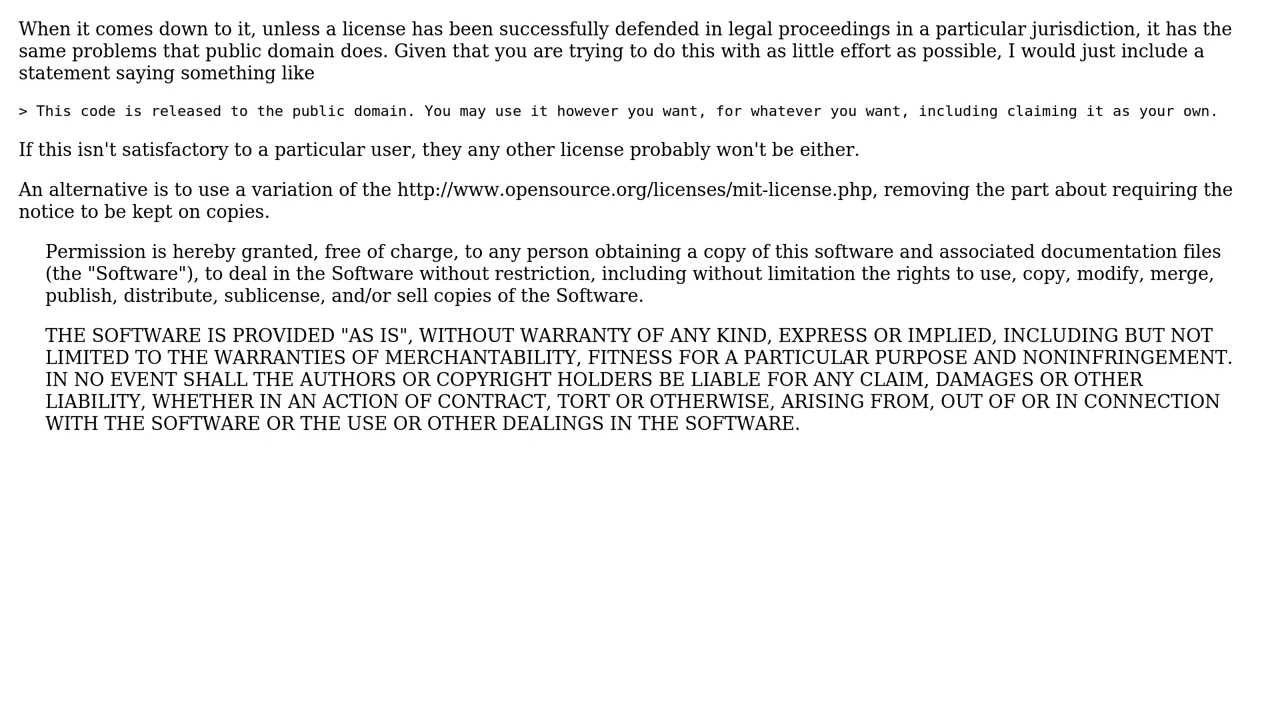 When it comes down to it, unless a license has been successfully defended in legal proceedings in a particular jurisdiction, it has the
same problems that public domain does. Given that you are trying to do this with as little effort as possible, I would just include a
statement saying something like
> This code is released to the public domain. You may use it however you want, for whatever you want, including claiming it as your own.
If this isn't satisfactory to a particular user, they any other license probably won't be either.
An alternative is to use a variation of the http://www.opensource.org/licenses/mit-license.php, removing the part about requiring the
notice to be kept on copies.
Permission is hereby granted, free of charge, to any person obtaining a copy of this software and associated documentation files
(the "Software"), to deal in the Software without restriction, including without limitation the rights to use, copy, modify, merge,
publish, distribute, sublicense, and/or sell copies of the Software.
THE SOFTWARE IS PROVIDED "AS IS", WITHOUT WARRANTY OF ANY KIND, EXPRESS OR IMPLIED, INCLUDING BUT NOT
LIMITED TO THE WARRANTIES OF MERCHANTABILITY, FITNESS FOR A PARTICULAR PURPOSE AND NONINFRINGEMENT.
IN NO EVENT SHALL THE AUTHORS OR COPYRIGHT HOLDERS BE LIABLE FOR ANY CLAIM, DAMAGES OR OTHER
LIABILITY, WHETHER IN AN ACTION OF CONTRACT, TORT OR OTHERWISE, ARISING FROM, OUT OF OR IN CONNECTION
WITH THE SOFTWARE OR THE USE OR OTHER DEALINGS IN THE SOFTWARE.